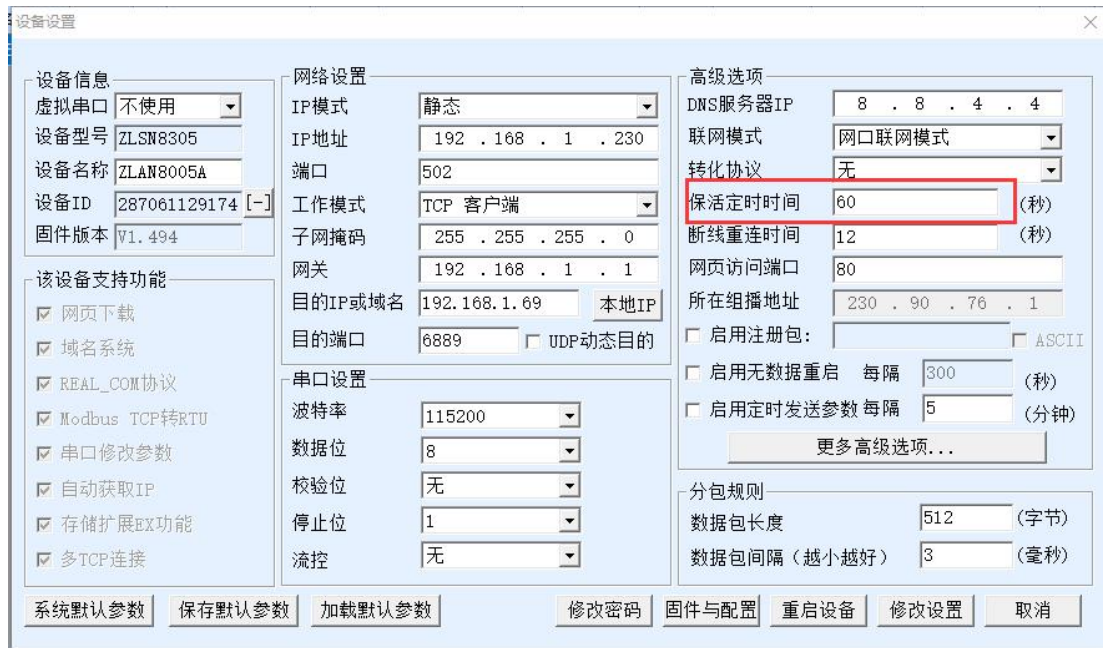 设备设置
设备信息
虚拟串口 不使用
设备型号 ZLSN8305
设备名称 ZLAN8005A
设备ID 287061129174 [-]
固件版本 V1.494
该设备支持功能
网页下载
域名系统
REAL_COM协议
Modbus TCP转RTU
串口修改参数
自动获取IP
存储扩展EX功能
多TCP连接
网络设置
IP模式 静态
IP地址 192 . 168 . 1 . 230
端口 502
工作模式 TCP 客户端
子网掩码 255 . 255 . 255 . 0
网关 192 . 168 . 1 . 1
目的IP或域名 192.168.1.69 本地IP
目的端口 6889 UDP动态目的
串口设置
波特率 115200
数据位 8
校验位 无
停止位 1
流控 无
高级选项
DNS服务器IP 8 . 8 . 4 . 4
联网模式 网口联网模式
转化协议 无
保活定时时间 60 (秒)
断线重连时间 12 (秒)
网页访问端口 80
所在组播地址 230 . 90 . 76 . 1
启用注册包: ASCII
启用无数据重启 每隔 300 (秒)
启用定时发送参数 每隔 5 (分钟)
更多高级选项...
分包规则
数据包长度 512 (字节)
数据包间隔（越小越好） 3 (毫秒)
系统默认参数 保存默认参数 加载默认参数 修改密码 固件与配置 重启设备 修改设置 取消